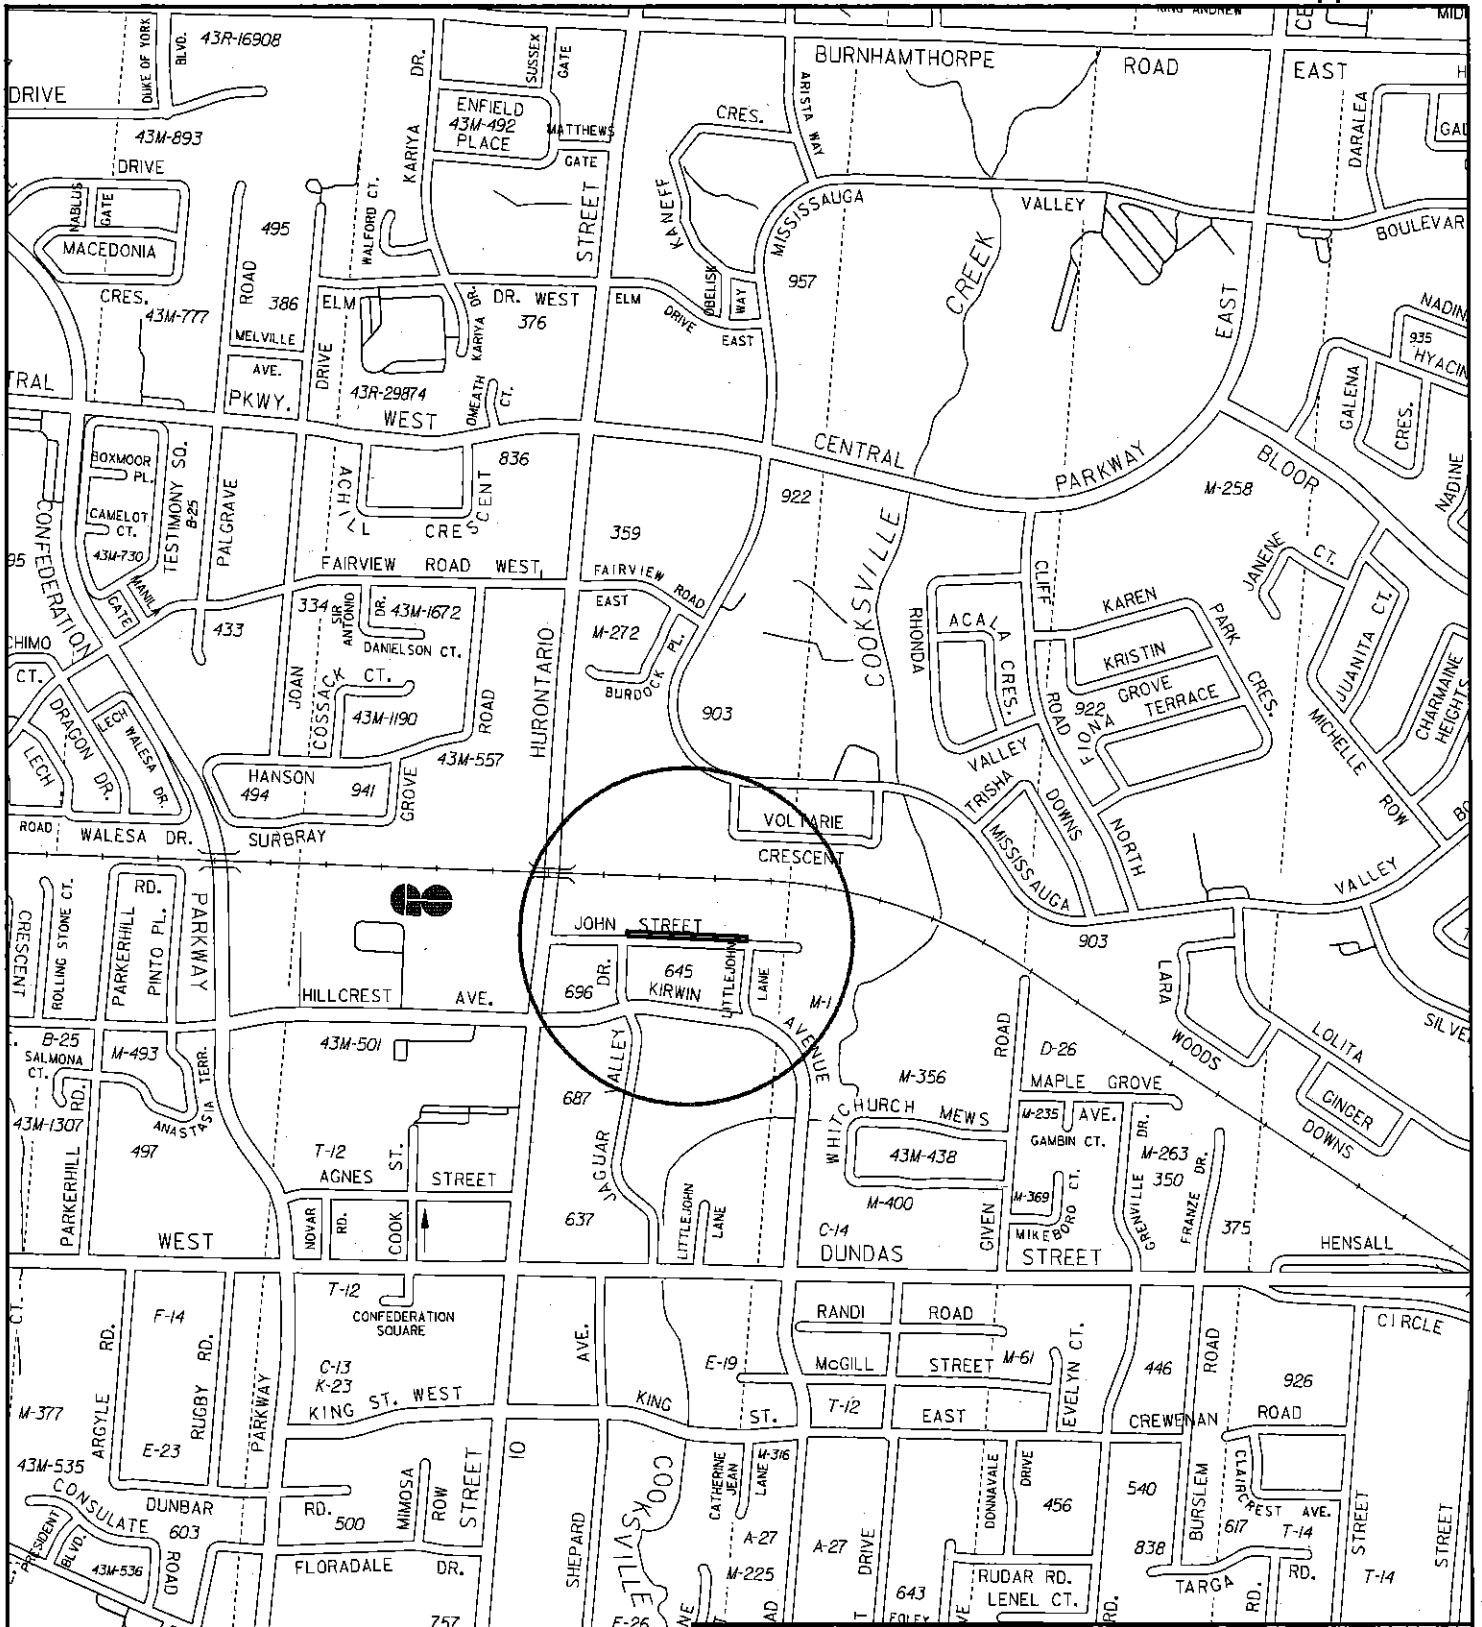 KING ANDREW
MIDI
DUKE OF YORK
BLVD.
43R-16908
KARIYA DR.
SUSSEX
GATE
BURNHAMTHORPE ROAD EAST
DRIVE
43M-893
DRIVE
ENFIELD
43M-492
PLACE
MATTHEWS
GATE
CRES.
ARISTA WAY
DARALEA
NABLUS
GATE
MACEDONIA
CRES.
43M-777
495
WALFORD CT.
STREET
KANEFF
MISSISSAUGA
VALLEY
BOULEVAR
957
CREEK
ROAD
386
ELM
DR. WEST
376
KARIYA DR.
ELM
DRIVE
EAST
OBELISK
WAY
EAST
NADIN
935
HYACIN
MELVILLE
AVE.
DRIVE
43R-29874
OMEATH
CT.
GALENA
CRES.
TRAL
PKWY.
WEST
CENTRAL
PARKWAY
BLOOR
NADINE
BOXMOOR
PL.
CAMELOT
CT.
43M-730
TESTIMONY SQ.
B-25
PALGRAVE
ACHILL
CRESCENT
836
922
M-258
95
CONFEDERATION
359
COOKSVILLE
JANENE
CT.
FAIRVIEW ROAD WEST
FAIRVIEW ROAD
EAST
MANIL
GATE
433
334
SIR
ANTONIO
DR.
43M-1672
DANIELSON CT.
M-272
BURDOCK PL.
RHONDA
ACALA
CRES.
CLIFF
ROAD
KAREN
PARK
CRES.
KRISTIN
GROVE
TERRACE
922
FIONA
JUANITA CT.
CHARMAINE
HEIGHTS
CHIMO
CT.
JOAN
COSSACK
CT.
43M-1190
ROAD
HURONTARIO
903
DRAGON DR.
LECH WALESA
DR.
LECH
HANSON
494
941
GROVE
43M-557
VALLEY
TRISHA
DOWNS
NORTH
MICHELLE
ROW
ROAD
WALESA DR.
SURBRAY
VOLTARIE
CRESCENT
MISSISSAUGA
VALLEY
903
CRESCENT
ROLLING STONE CT.
RD.
PARKERHILL
PINTO PL.
PARKWAY
GO
JOHN STREET
DR.
645
KIRWIN
LITTLEJOHN
LANE
696
M-1
HILLCREST AVE.
AVENUE
LARA
WOODS
LOLITA
SILVE
B-25
SALMONA
CT.
M-493
43M-501
VALLEY
ROAD
D-26
RD.
43M-1307
ANASTASIA TERR.
687
M-356
MAPLE GROVE
AVE.
GINGER
DOWNS
497
T-12
AGNES
ST.
STREET
JAGUAR
WHITCHURCH MEWS
43M-438
M-400
M-235
GAMBIN CT.
M-369
MIKEBORO CT.
DR.
M-263
350
GRENVILLE
FRANZE DR.
375
PARKERHILL
WEST
NOVAR
RD.
COOK
637
LITTLEJOHN
LANE
C-14
DUNDAS
GIVEN
STREET
HENSALL
CIRCLE
CT.
T-12
CONFEDERATION
SQUARE
F-14
RD.
RD.
AVE.
RANDI ROAD
E-19
McGILL STREET
M-61
EVELYN CT.
446
ROAD
926
C-13
K-23
KING ST. WEST
KING ST.
T-12
EAST
CREWENAN ROAD
M-377
ARGYLE
RUGBY
PARKWAY
E-23
43M-535
CONSULATE
DUNBAR
RD.
500
MIMOSA
ROW
STREET
10
COOKSVILLE
CATHERINE
JEAN
LANE
M-316
DONNAVALE
DRIVE
456
540
BURSLEM
CLAIRCREST AVE.
617
T-14
STREET
STREET
PRESIDENT
BLVD.
43M-536
603
ROAD
FLORADALE DR.
SHEPARD
A-27
M-225
A-27
DRIVE
643
RUDAR RD.
LENEL CT.
838
TARGA
RD.
T-14
757
RD.
RD.